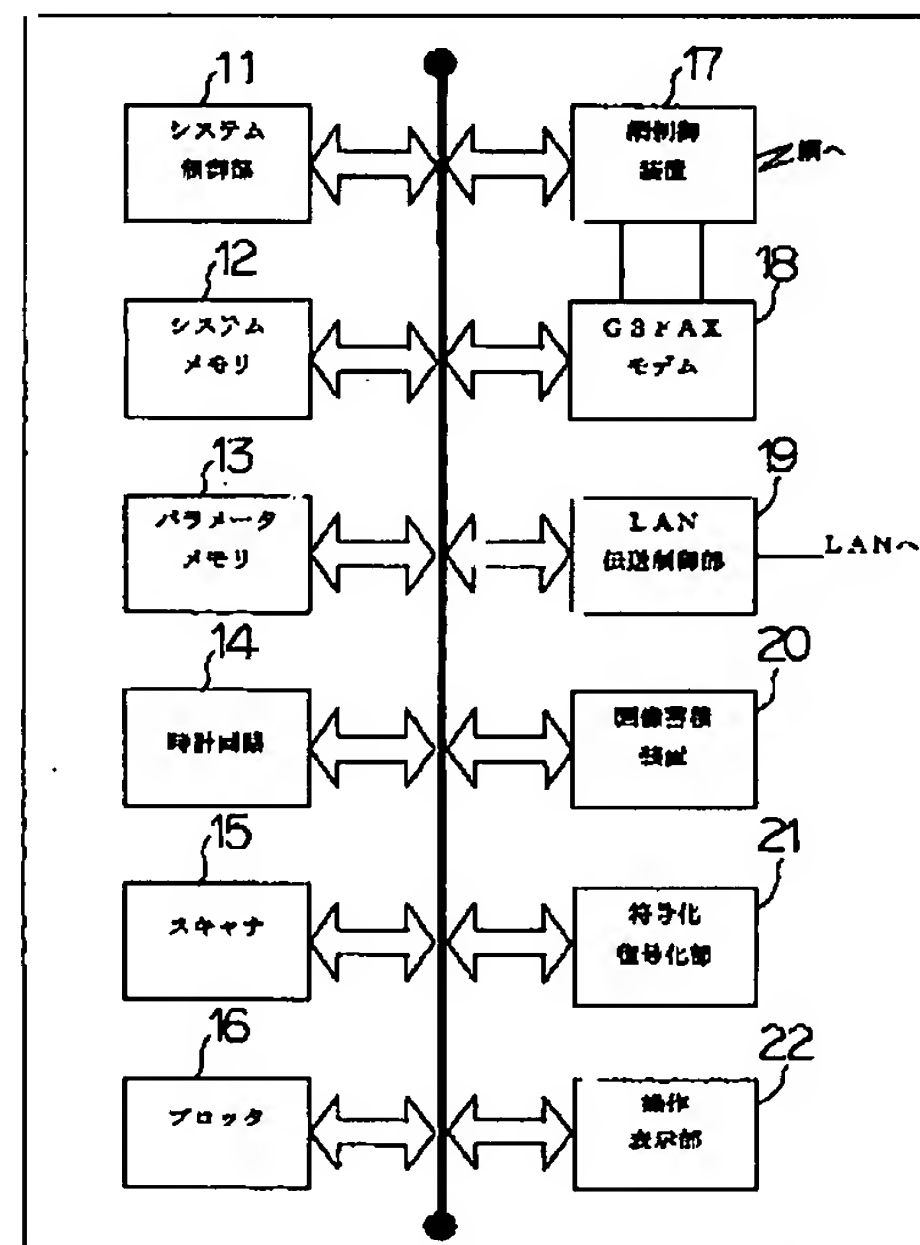 11
システム
制御部
12
システム
メモリ
13
パラメータ
メモリ
14
時計回路
15
スキャナ
16
プロッタ
17
網制御
装置
網へ
18
G3FAX
モデム
19
LAN
伝送制御部
LANへ
20
画像蓄積
装置
21
符号化
復号化部
22
操作
表示部